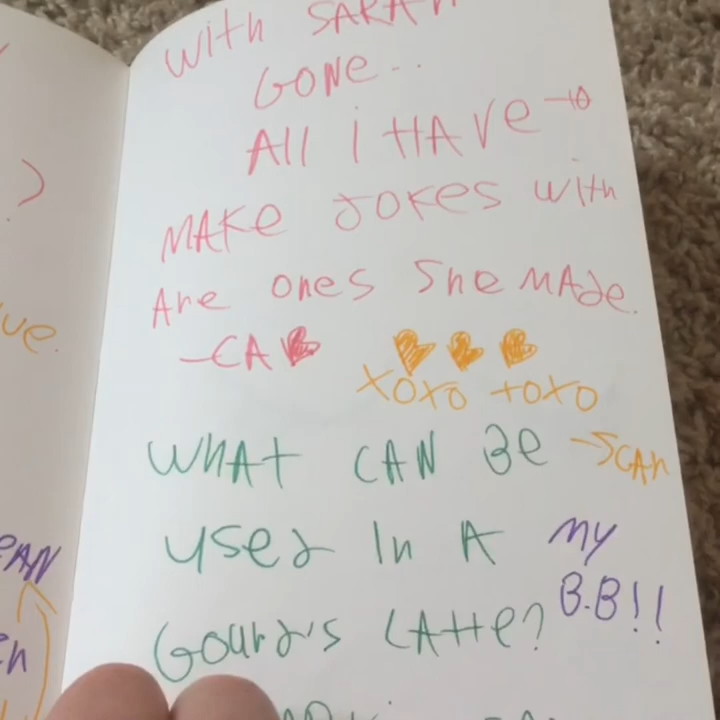 With SARAH
GONE..
All i HAVe to
MAKe JOKes with
Are ones She MADe.
-CA
XOXO XOXO
WhAT CAN Be
-SCAN
useD In A
my
GourD's LATTe?
B.B!!
ue.